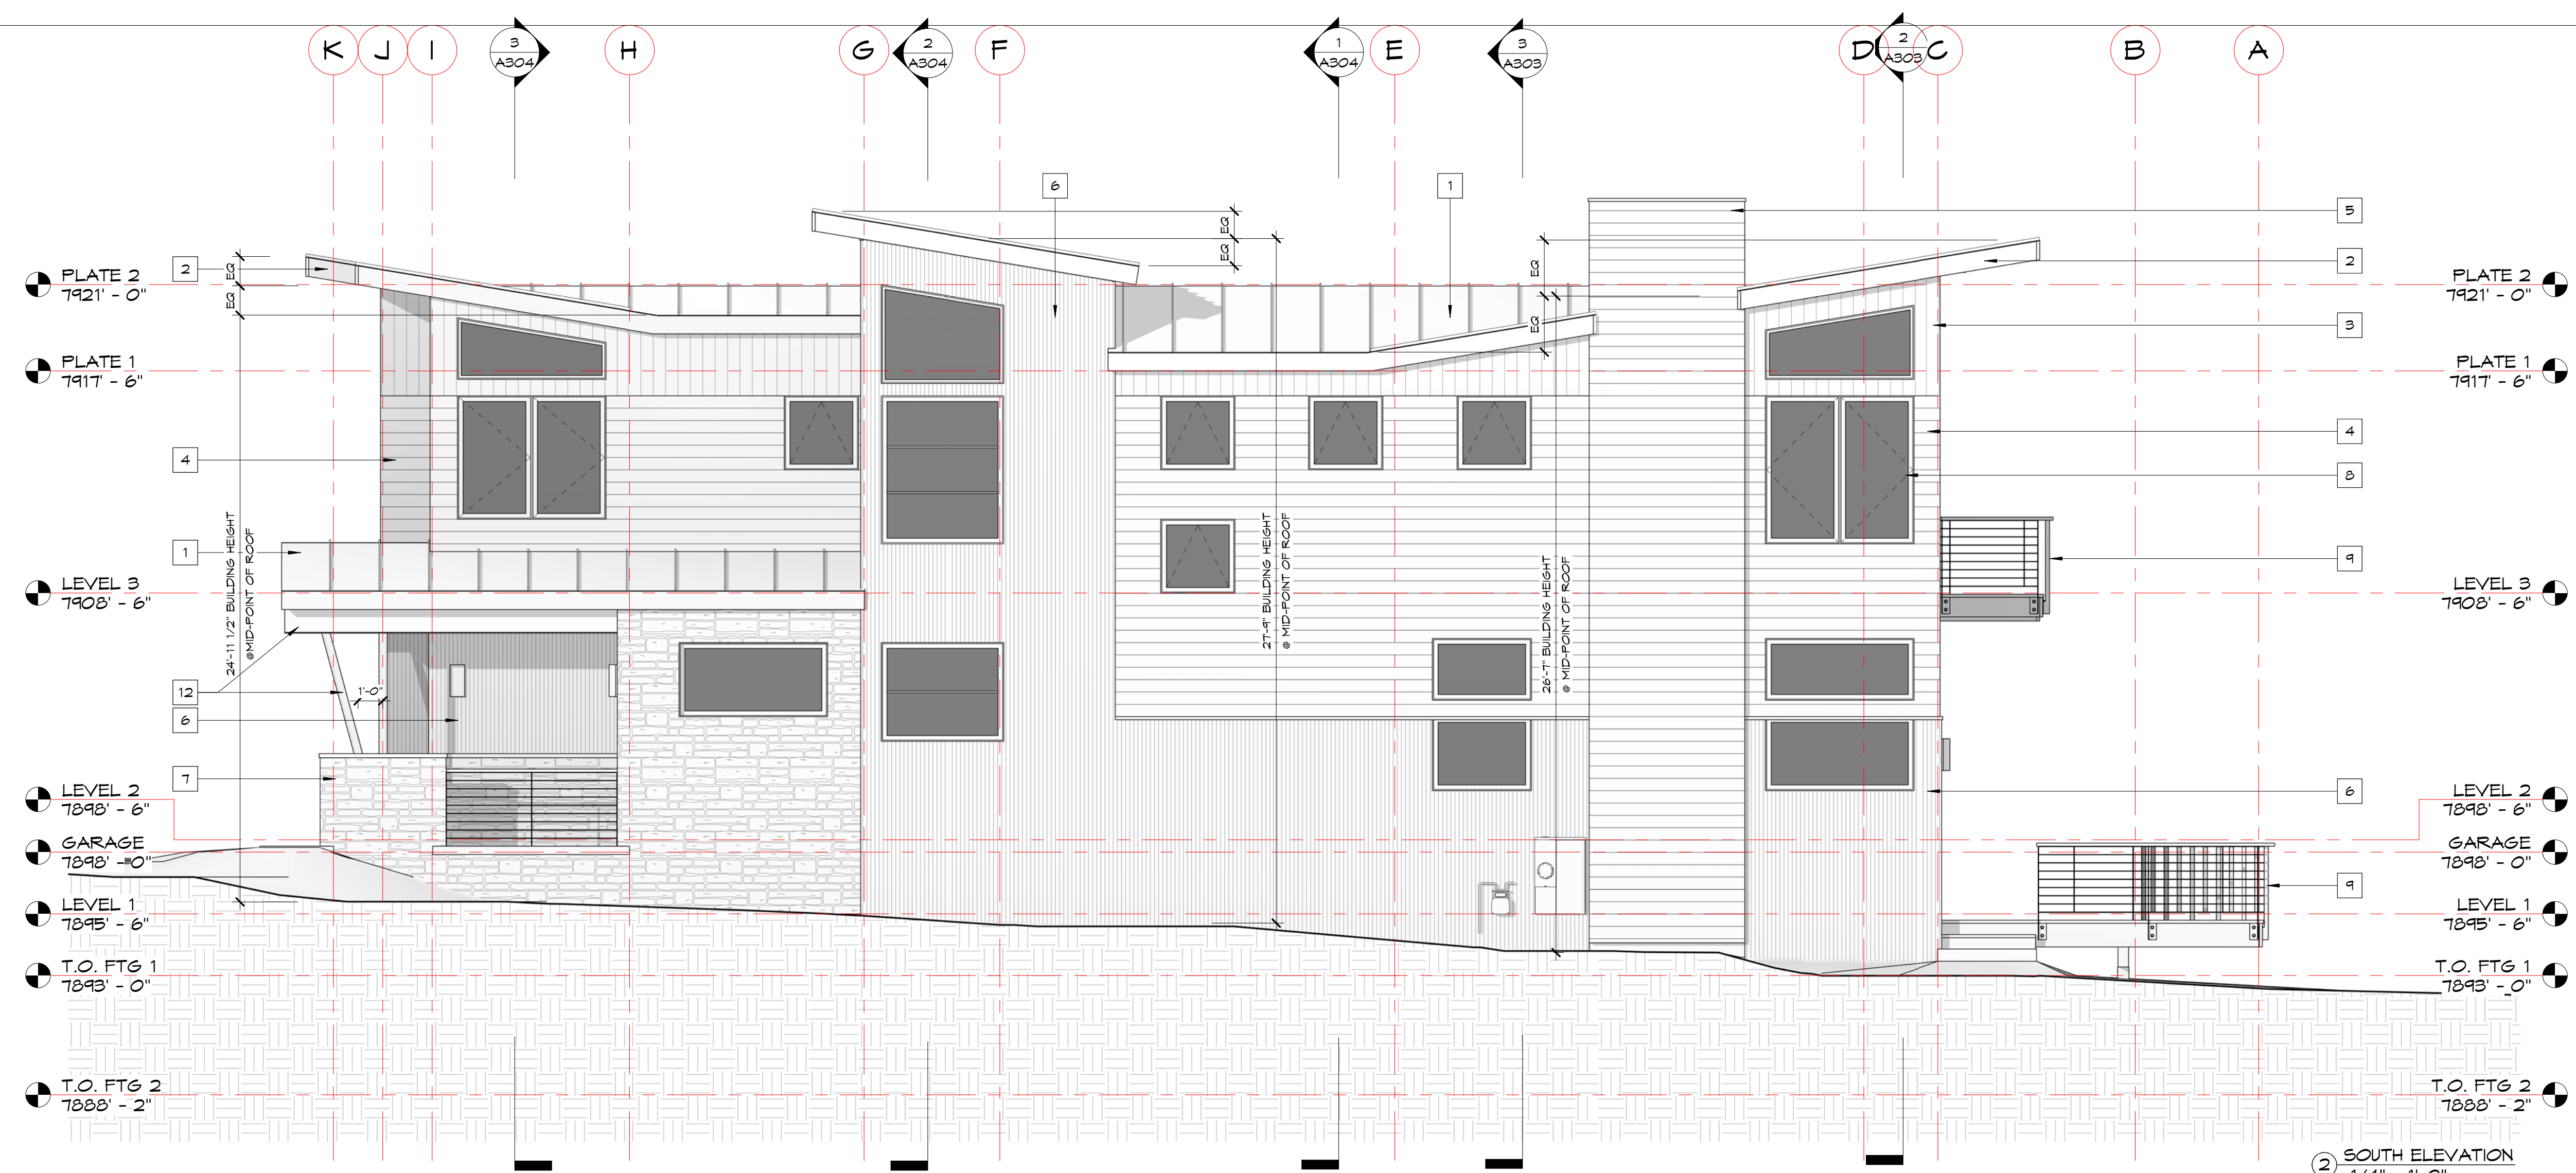 K J I 3 H G 2 F 1 E 3 D 2 C B A
A304 A304 A304 A303 A303
6 1
5
EQ
EQ
EQ
EQ
EQ
EQ
2
2
PLATE 2
7921' - 0"
PLATE 2
7921' - 0"
3
PLATE 1
7917' - 6"
PLATE 1
7917' - 6"
4
4
8
1
9
24'-11 1/2" BUILDING HEIGHT
@MID-POINT OF ROOF
27'-9" BUILDING HEIGHT
@ MID-POINT OF ROOF
26'-7" BUILDING HEIGHT
@ MID-POINT OF ROOF
LEVEL 3
7908' - 6"
LEVEL 3
7908' - 6"
12
1'-0"
6
7
LEVEL 2
7898' - 6"
6
LEVEL 2
7898' - 6"
GARAGE
7898' - 0"
GARAGE
7898' - 0"
9
LEVEL 1
7895' - 6"
LEVEL 1
7895' - 6"
T.O. FTG 1
7893' - 0"
T.O. FTG 1
7893' - 0"
T.O. FTG 2
7888' - 2"
T.O. FTG 2
7888' - 2"
2 SOUTH ELEVATION